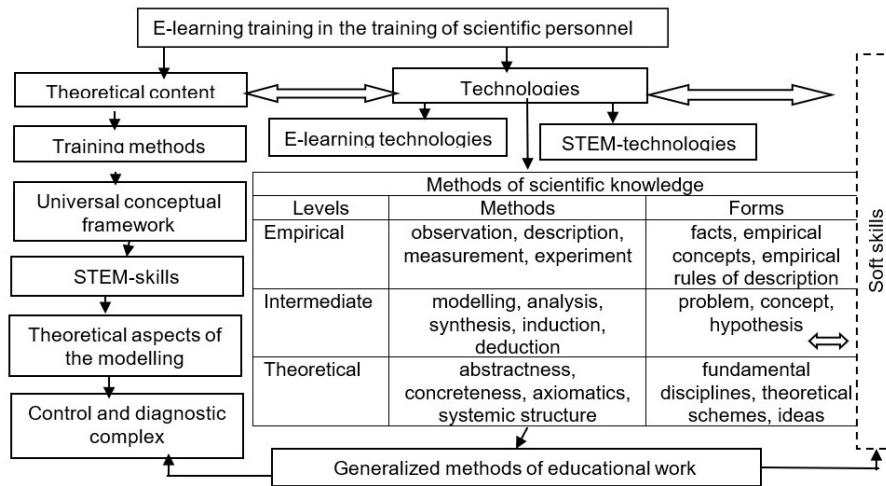 E-learning training in the training of scientific personnel
Theoretical content
Technologies
Training methods
E-learning technologies
STEM-technologies
Universal conceptual
framework
STEM-skills
Theoretical aspects of
the modelling
Control and diagnostic
complex
Methods of scientific knowledge
Levels
Methods
Forms
Empirical
observation, description,
measurement, experiment
facts, empirical
concepts, empirical
rules of description
Intermediate
modelling, analysis,
synthesis, induction,
deduction
problem, concept,
hypothesis
Theoretical
abstractness,
concreteness, axiomatics,
systemic structure
fundamental
disciplines, theoretical
schemes, ideas
Soft skills
Generalized methods of educational work